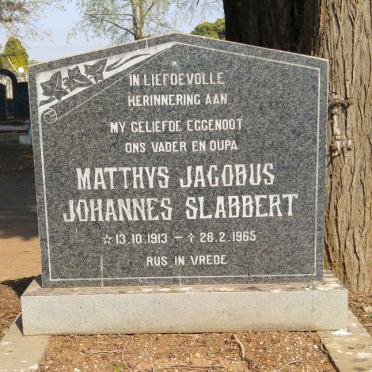 IN LIEFDEVOLLE
HERINNERING AAN
MY GELIEFDE EGGENOOT
ONS VADER EN OUPA
MATTHYS JACOBUS
JOHANNES SLABBERT
☆ 13.10.1913 – ✝ 28.2.1965
RUS IN VREDE